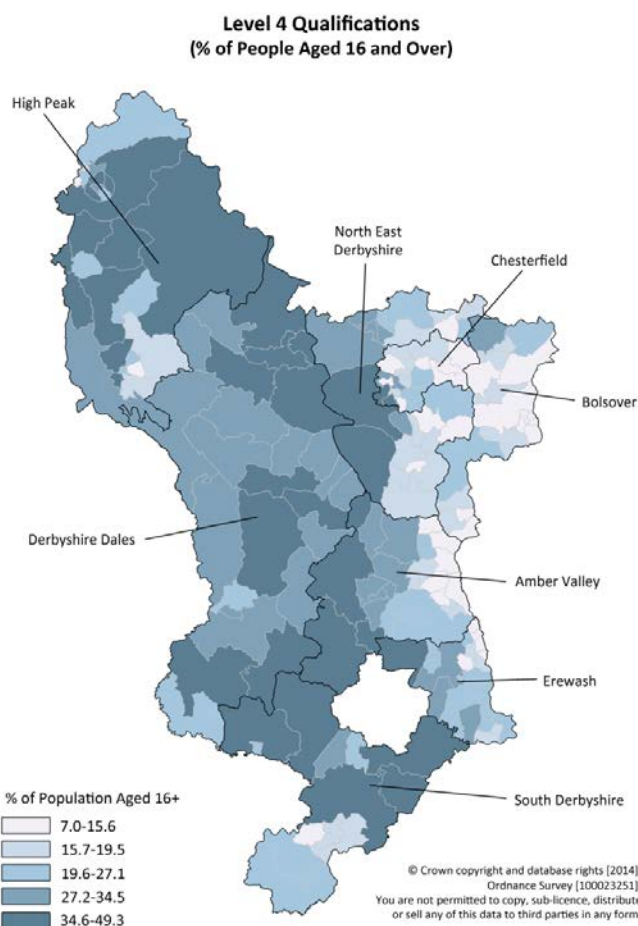 Level 4 Qualifications
(% of People Aged 16 and Over)
High Peak
North East
Derbyshire
Chesterfield
Bolsover
Derbyshire Dales
Amber Valley
Erewash
South Derbyshire
% of Population Aged 16+
7.0-15.6
15.7-19.5
19.6-27.1
27.2-34.5
34.6-49.3
© Crown copyright and database rights [2014]
Ordnance Survey [100023251]
You are not permitted to copy, sub-licence, distribute
or sell any of this data to third parties in any form